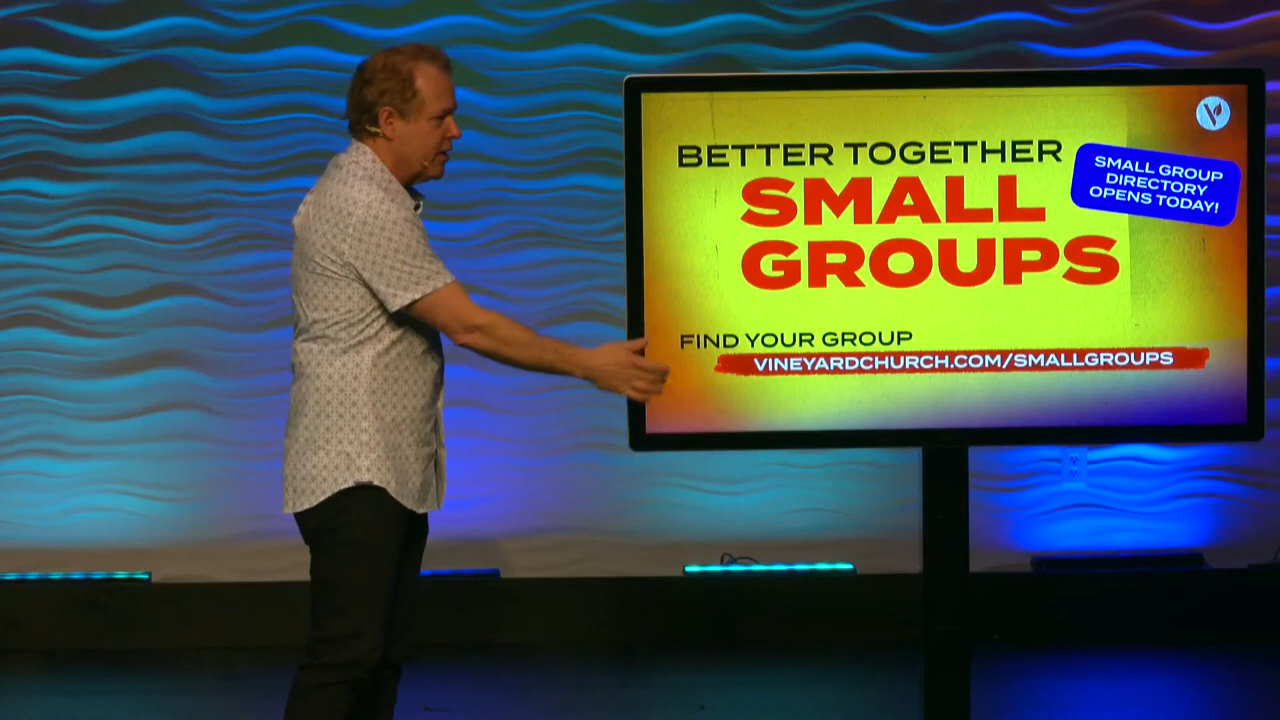 BETTER TOGETHER
SMALL
GROUPS
SMALL GROUP
DIRECTORY
OPENS TODAY!
FIND YOUR GROUP
VINEYARDCHURCH.COM/SMALLGROUPS